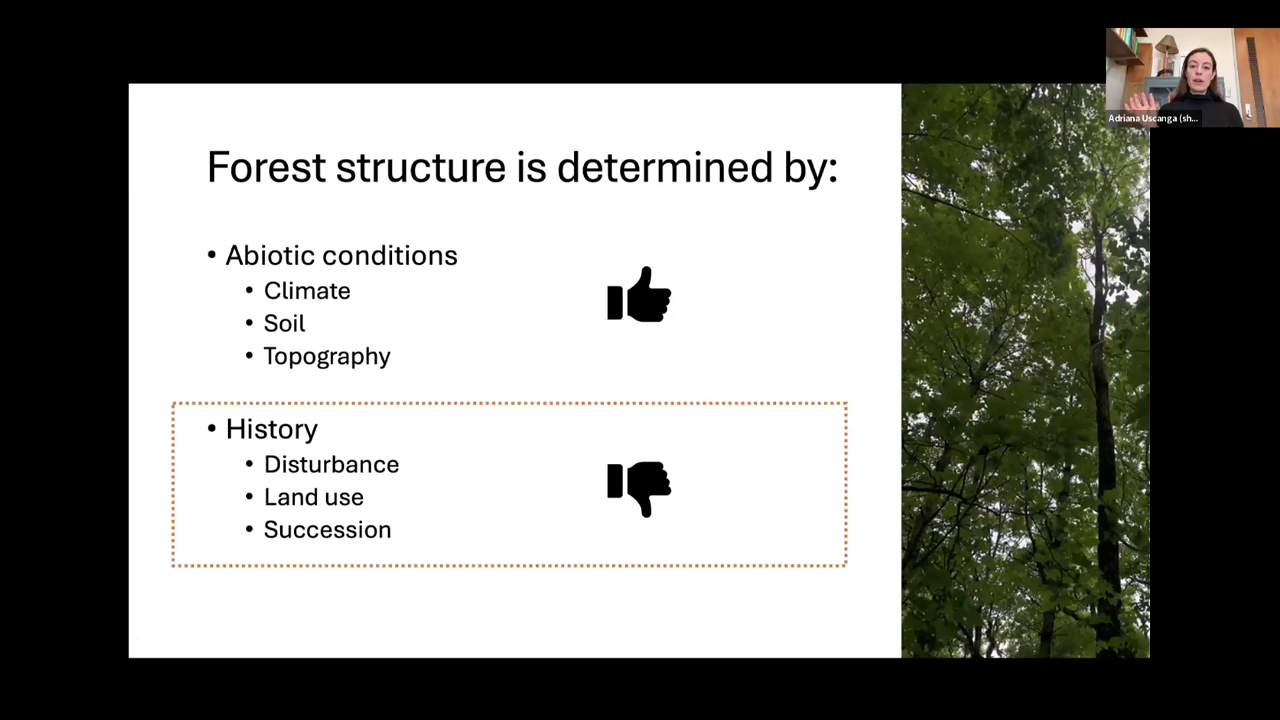 Forest structure is determined by:
• Abiotic conditions
• Climate
• Soil
• Topography
• History
• Disturbance
• Land use
• Succession
Adriana Uscanga (sh...